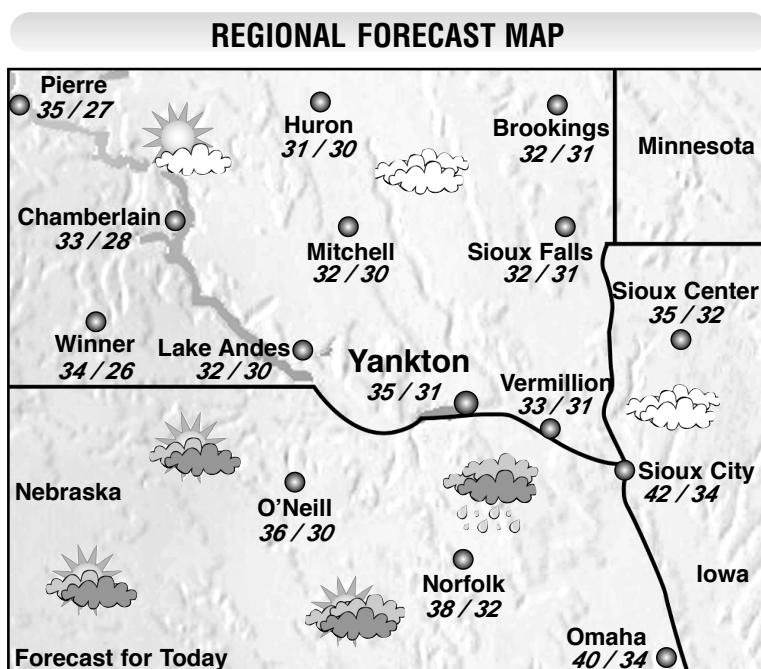 REGIONAL FORECAST MAP
Pierre
35 / 27
Huron
31 / 30
Brookings
32 / 31
Minnesota
Chamberlain
33 / 28
Mitchell
32 / 30
Sioux Falls
32 / 31
Sioux Center
35 / 32
Winner
34 / 26
Lake Andes
32 / 30
Yankton
35 / 31
Vermillion
33 / 31
Nebraska
O’Neill
36 / 30
Sioux City
42 / 34
Norfolk
38 / 32
Iowa
Omaha
40 / 34
Forecast for Today